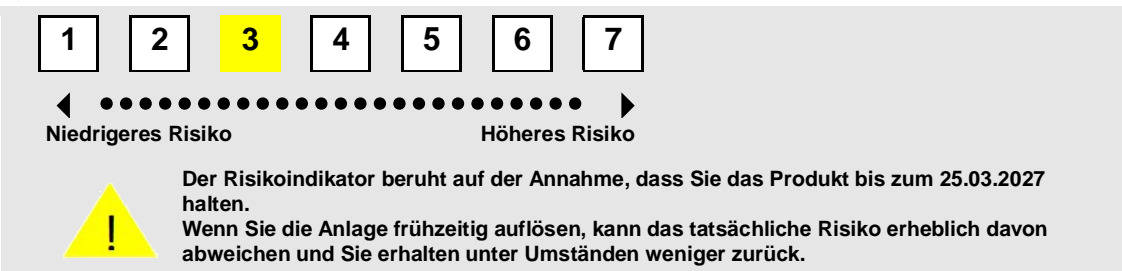 1 2 3 4 5 6 7
Niedrigeres Risiko Höheres Risiko
Der Risikoindikator beruht auf der Annahme, dass Sie das Produkt bis zum 25.03.2027
halten.
!
Wenn Sie die Anlage frühzeitig auflösen, kann das tatsächliche Risiko erheblich davon
abweichen und Sie erhalten unter Umständen weniger zurück.